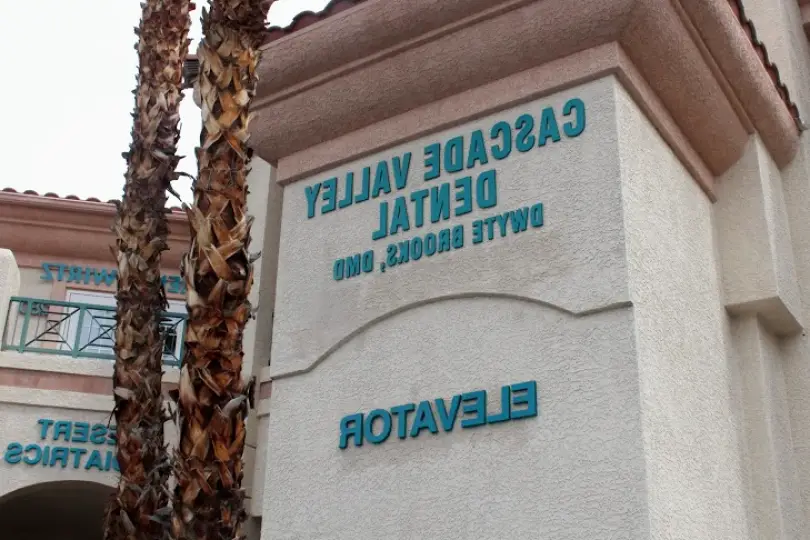 CASCADE VALLEY
DENTAL
DWYTE BROOKS, DMD
ELEVATOR